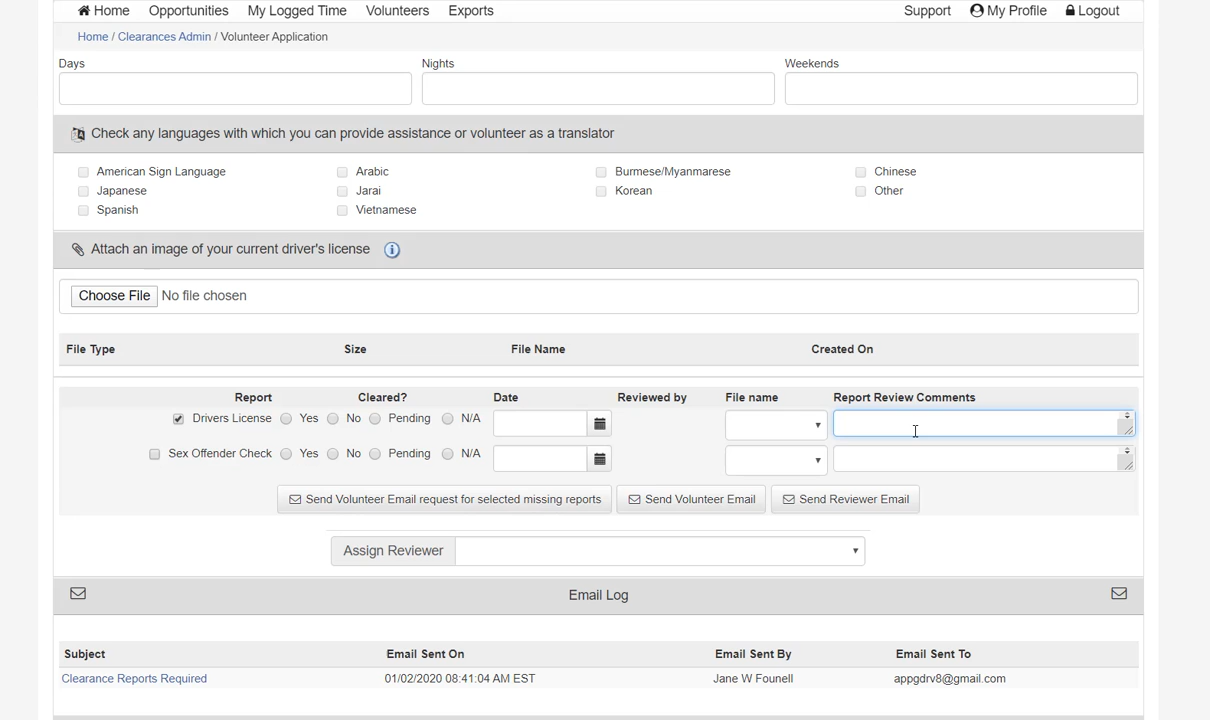 Home Opportunities My Logged Time Volunteers Exports Support My Profile Logout
Home / Clearances Admin / Volunteer Application
Days Nights Weekends
Check any languages with which you can provide assistance or volunteer as a translator
American Sign Language Arabic Burmese/Myanmarese Chinese
Japanese Jarai Korean Other
Spanish Vietnamese
Attach an image of your current driver's license
Choose File No file chosen
File Type Size File Name Created On
Report Cleared? Date Reviewed by File name Report Review Comments
Drivers License Yes No Pending N/A
Sex Offender Check Yes No Pending N/A
Send Volunteer Email request for selected missing reports Send Volunteer Email Send Reviewer Email
Assign Reviewer
Email Log
Subject Email Sent On Email Sent By Email Sent To
Clearance Reports Required 01/02/2020 08:41:04 AM EST Jane W Founell appgdrv8@gmail.com